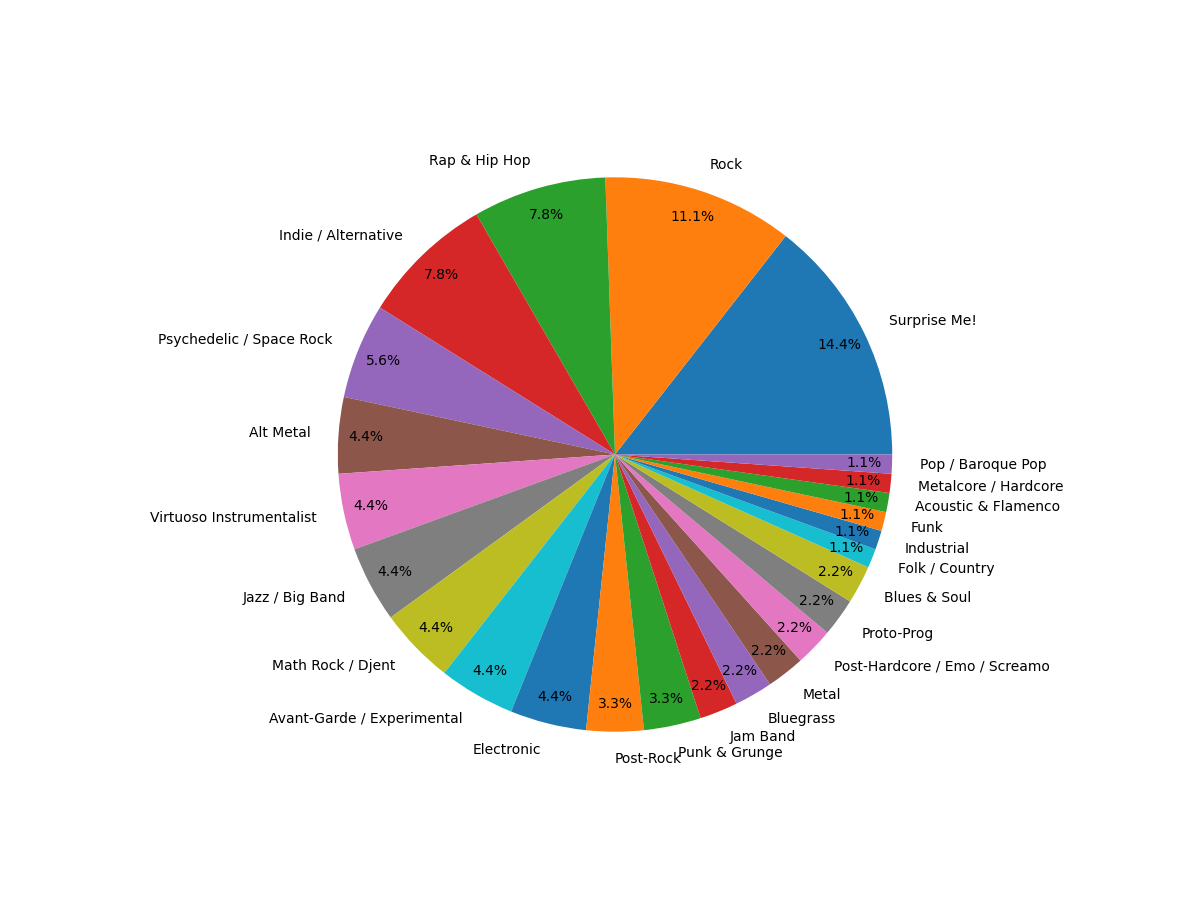 Rap & Hip Hop
Rock
7.8%
11.1%
Indie / Alternative
7.8%
Surprise Me!
14.4%
Psychedelic / Space Rock
5.6%
Alt Metal
4.4%
Pop / Baroque Pop
1.1%
Metalcore / Hardcore
1.1%
Acoustic & Flamenco
1.1%
Funk
1.1%
Industrial
1.1%
Folk / Country
1.1%
Virtuoso Instrumentalist
4.4%
Blues & Soul
2.2%
Jazz / Big Band
4.4%
Proto-Prog
2.2%
Math Rock / Djent
4.4%
Post-Hardcore / Emo / Screamo
2.2%
Metal
2.2%
Avant-Garde / Experimental
4.4%
Bluegrass
2.2%
Jam Band
2.2%
Electronic
4.4%
Post-Rock
3.3%
Punk & Grunge
3.3%